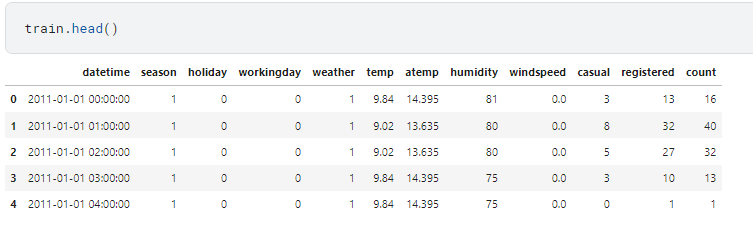 train.head()
datetime season holiday workingday weather temp atemp humidity windspeed casual registered count
0 2011-01-01 00:00:00 1 0 0 1 9.84 14.395 81 0.0 3 13 16
1 2011-01-01 01:00:00 1 0 0 1 9.02 13.635 80 0.0 8 32 40
2 2011-01-01 02:00:00 1 0 0 1 9.02 13.635 80 0.0 5 27 32
3 2011-01-01 03:00:00 1 0 0 1 9.84 14.395 75 0.0 3 10 13
4 2011-01-01 04:00:00 1 0 0 1 9.84 14.395 75 0.0 0 1 1